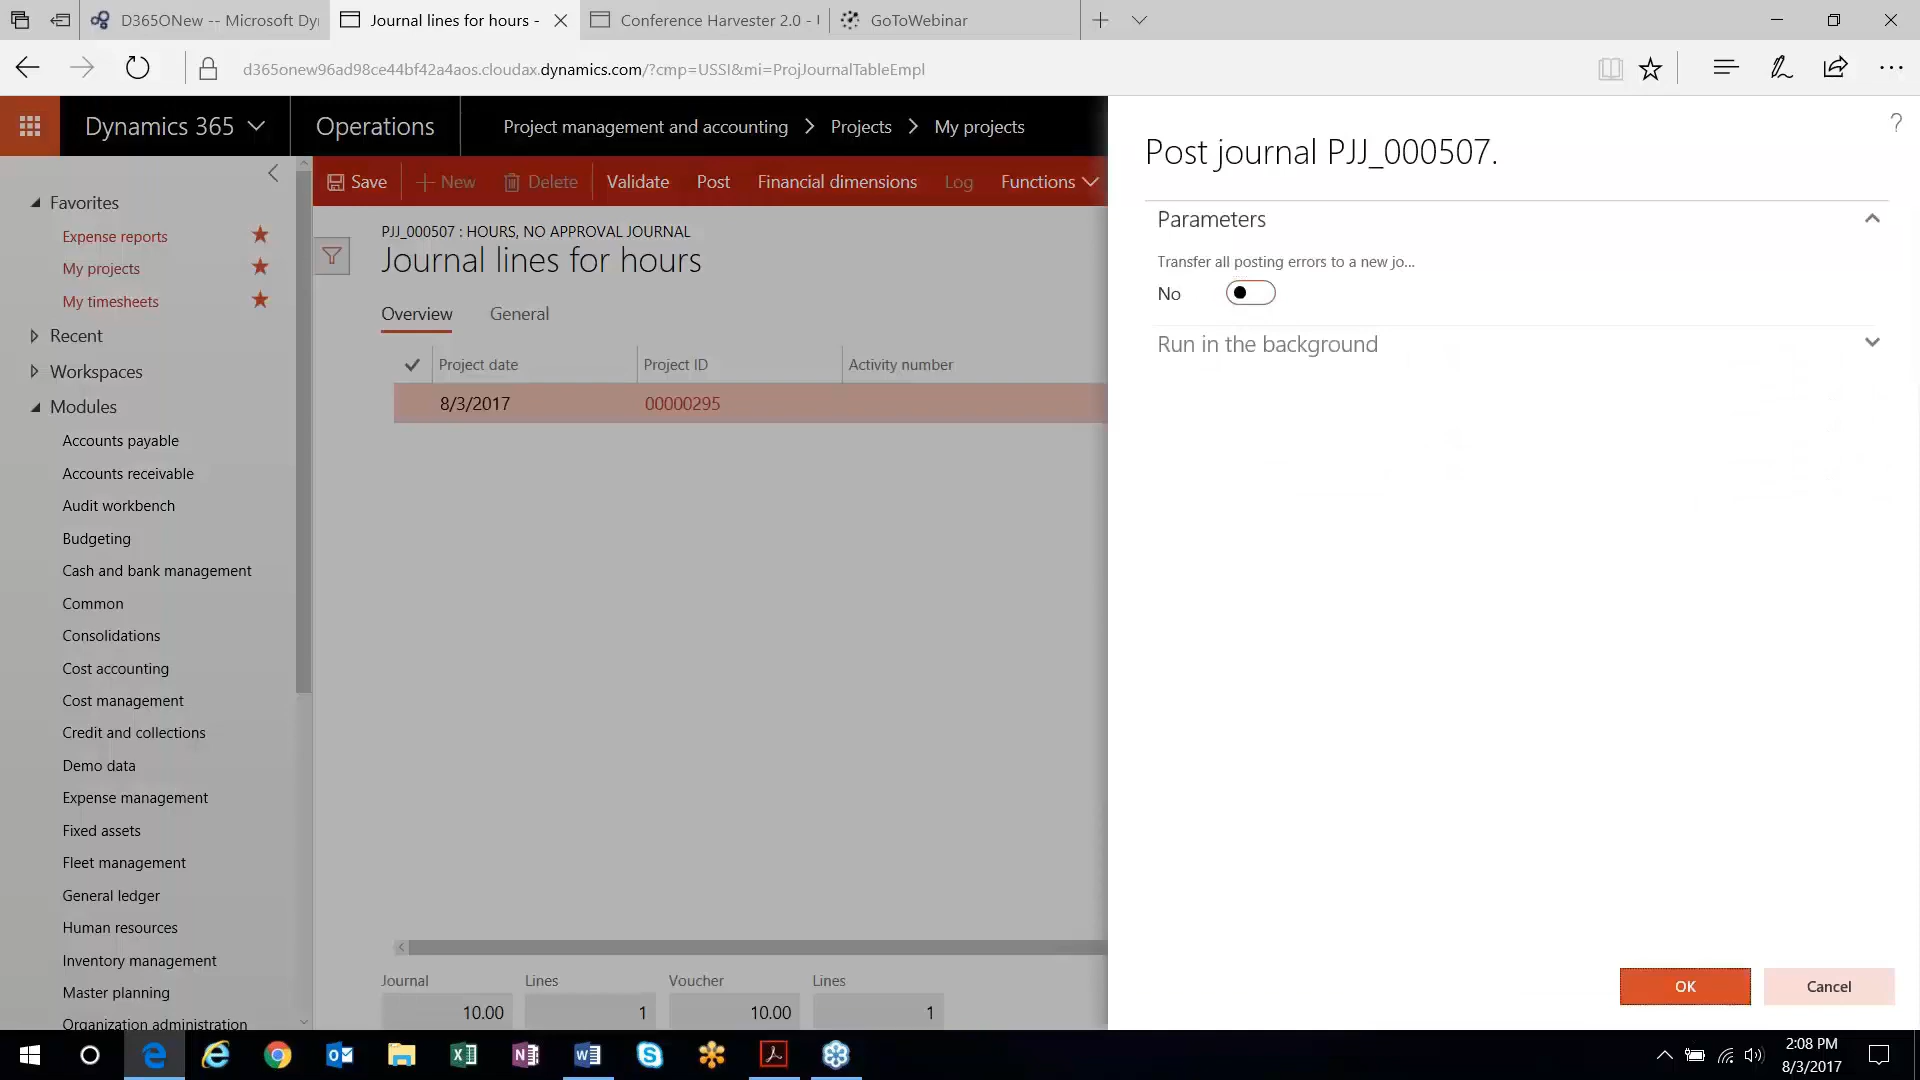 D365ONew -- Microsoft Dy
Journal lines for hours -
Conference Harvester 2.0 -
GoToWebinar
d365onew96ad98ce44bf42a4aos.cloudax.dynamics.com/?cmp=USSI&mi=ProjJournalTableEmpl
Dynamics 365
Operations
Project management and accounting > Projects > My projects
Save
New
Delete
Validate
Post
Financial dimensions
Log
Functions
Favorites
Expense reports
My projects
My timesheets
Recent
Workspaces
Modules
Accounts payable
Accounts receivable
Audit workbench
Budgeting
Cash and bank management
Common
Consolidations
Cost accounting
Cost management
Credit and collections
Demo data
Expense management
Fixed assets
Fleet management
General ledger
Human resources
Inventory management
Master planning
Organization administration
PJJ_000507 : HOURS, NO APPROVAL JOURNAL
Journal lines for hours
Overview
General
Project date
Project ID
Activity number
8/3/2017
00000295
Journal
Lines
Voucher
Lines
10.00
1
10.00
1
?
Post journal PJJ_000507.
Parameters
Transfer all posting errors to a new jo...
No
Run in the background
OK
Cancel
2:08 PM
8/3/2017